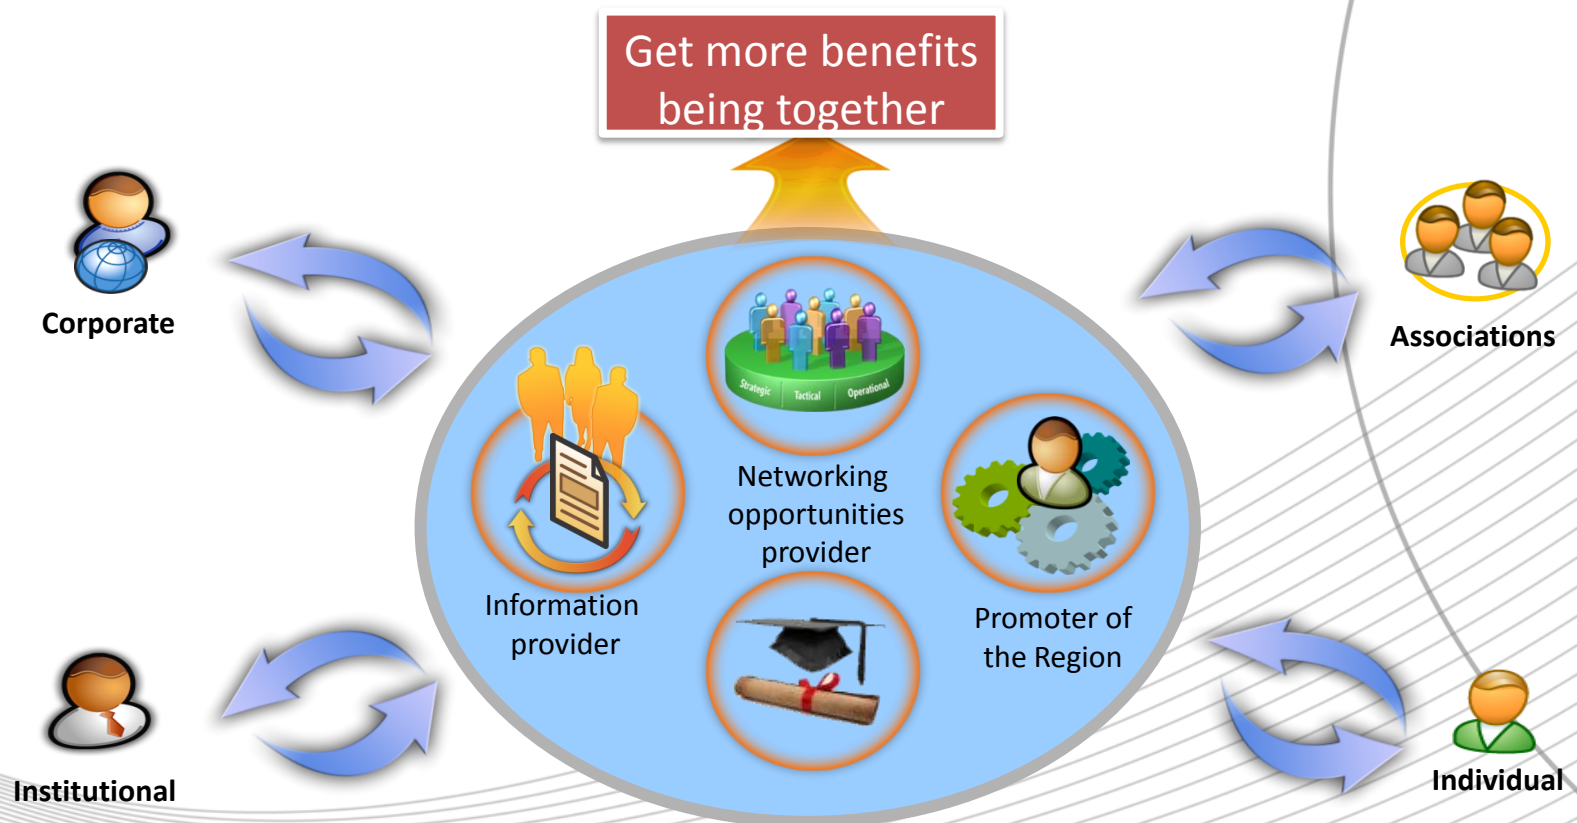 Get more benefits
being together
Corporate
Associations
Strategic
Tactical
Operational
Networking
opportunities
provider
Information
provider
Promoter of
the Region
Institutional
Individual